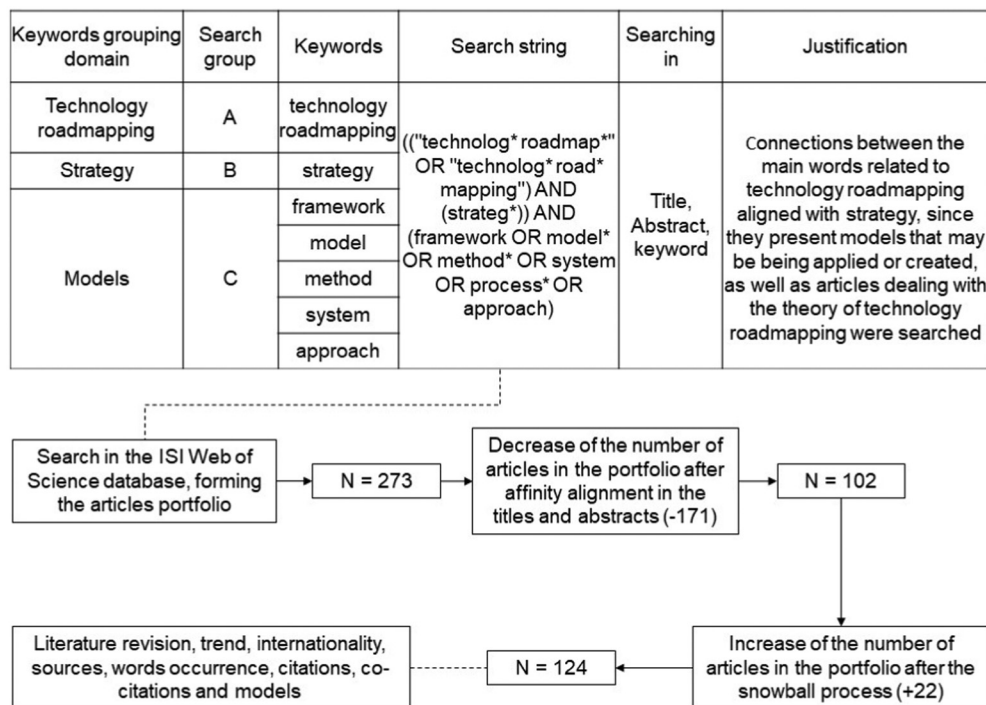 Keywords grouping
domain
Search
group
Keywords
Search string
Searching
in
Justification
Technology
roadmapping
A
technology
roadmapping
Strategy
B
strategy
Models
C
framework
model
method
system
approach
(("technolog* roadmap*"
OR "technolog* road*
mapping") AND
(strateg*)) AND
(framework OR model*
OR method* OR system
OR process* OR
approach)
Title,
Abstract,
keyword
Connections between the
main words related to
technology roadmapping
aligned with strategy, since
they present models that may
be being applied or created,
as well as articles dealing with
the theory of technology
roadmapping were searched
Search in the ISI Web of
Science database, forming
the articles portfolio
N = 273
Decrease of the number of
articles in the portfolio after
affinity alignment in the
titles and abstracts (-171)
N = 102
Increase of the number of
articles in the portfolio after the
snowball process (+22)
N = 124
Literature revision, trend, internationality,
sources, words occurrence, citations, co-
citations and models